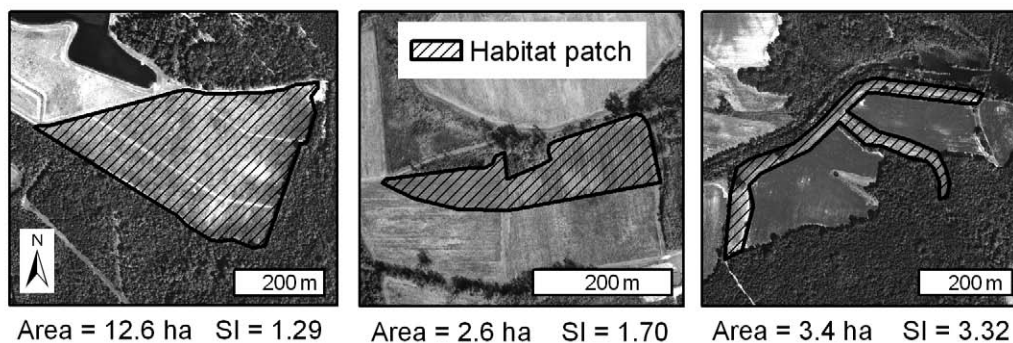 Habitat patch
N
200 m
200 m
200 m
Area = 12.6 ha SI = 1.29
Area = 2.6 ha SI = 1.70
Area = 3.4 ha SI = 3.32